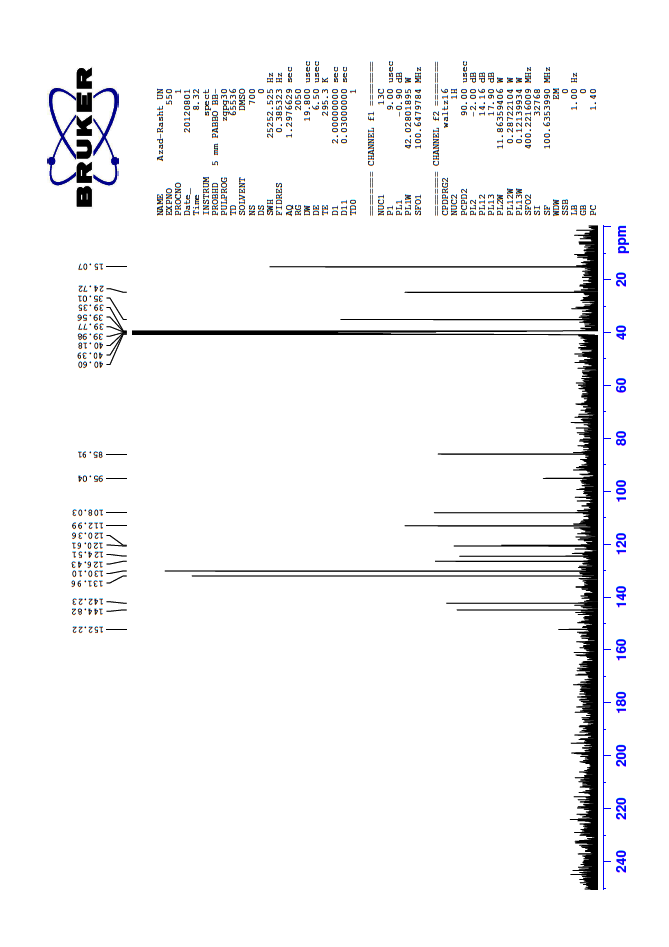 BRUKER
NAME Azad-Rasht UN
EXPNO 550
PROCNO 1
Date_ 20120801
Time 8.32
INSTRUM spect
PROBHD 5 mm PABBO BB-
PULPROG zgpg30
TD 65536
SOLVENT DMSO
NS 700
DS 0
SWH 25252.525 Hz
FIDRES 0.385323 Hz
AQ 1.2976629 sec
RG 2050
DW 19.800 usec
DE 6.50 usec
TE 295.3 K
D1 2.00000000 sec
D11 0.03000000 sec
TD0 1
======== CHANNEL f1 ========
NUC1 13C
P1 9.00 usec
PL1 -0.90 dB
PL1W 42.02801895 W
SFO1 100.6479784 MHz
======== CHANNEL f2 ========
CPDPRG2 waltz16
NUC2 1H
PCPD2 90.00 usec
PL2 -2.00 dB
PL12 14.16 dB
PL13 17.90 dB
PL2W 11.86359406 W
PL12W 0.28722104 W
PL13W 0.12139934 W
SFO2 400.2216009 MHz
SI 32768
SF 100.6353990 MHz
WDW EM
SSB 0
LB 1.00 Hz
GB 0
PC 1.40
152.22
144.82
142.23
131.96
130.10
126.43
124.51
120.61
120.36
112.99
108.03
95.04
85.91
40.60
40.39
40.18
39.98
39.77
39.56
39.35
35.01
24.72
15.07
240 220 200 180 160 140 120 100 80 60 40 20 ppm